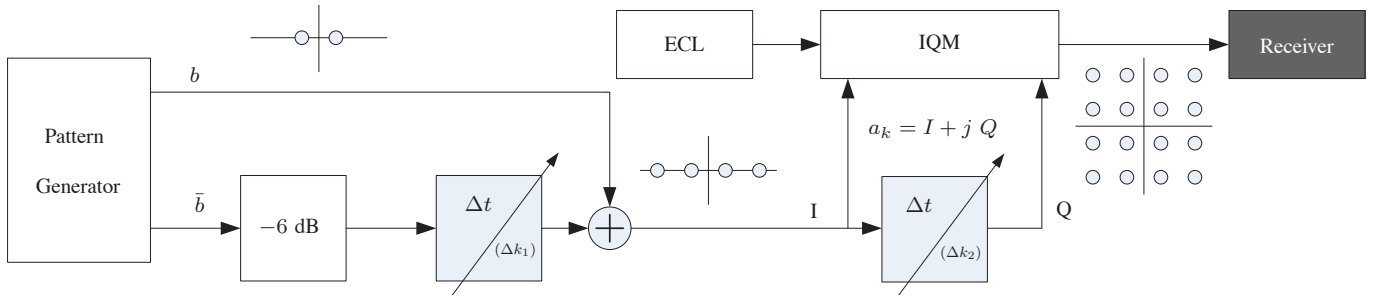 ECL
IQM
Receiver
b
Pattern
Generator
a_k = I + j Q
b̄
−6 dB
Δt
(Δk₁)
I
Δt
(Δk₂)
Q